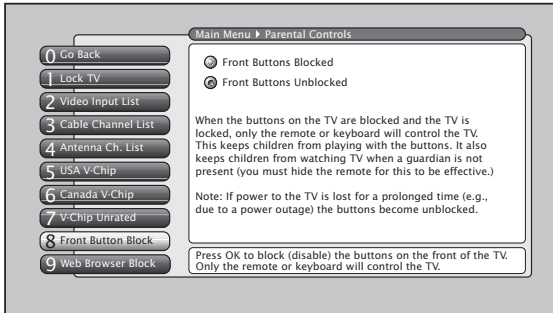 Main Menu ▶ Parental Controls
0 Go Back
1 Lock TV
2 Video Input List
3 Cable Channel List
4 Antenna Ch. List
5 USA V-Chip
6 Canada V-Chip
7 V-Chip Unrated
8 Front Button Block
9 Web Browser Block
Front Buttons Blocked
Front Buttons Unblocked
When the buttons on the TV are blocked and the TV is
locked, only the remote or keyboard will control the TV.
This keeps children from playing with the buttons. It also
keeps children from watching TV when a guardian is not
present (you must hide the remote for this to be effective.)
Note: If power to the TV is lost for a prolonged time (e.g.,
due to a power outage) the buttons become unblocked.
Press OK to block (disable) the buttons on the front of the TV.
Only the remote or keyboard will control the TV.